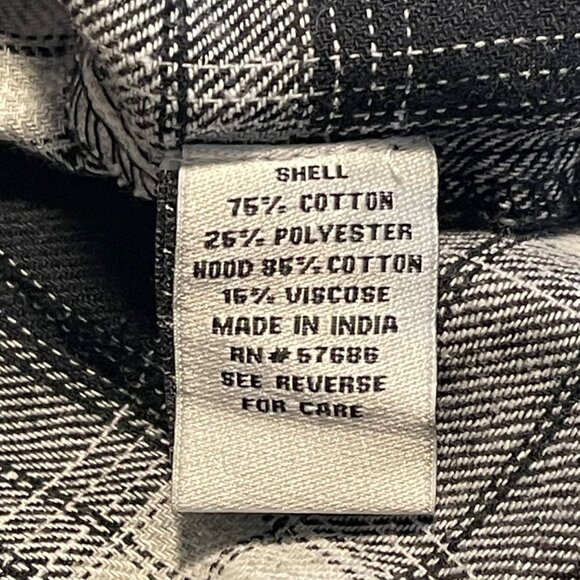 SHELL
75% COTTON
25% POLYESTER
HOOD 85% COTTON
15% VISCOSE
MADE IN INDIA
RN# 57686
SEE REVERSE
FOR CARE